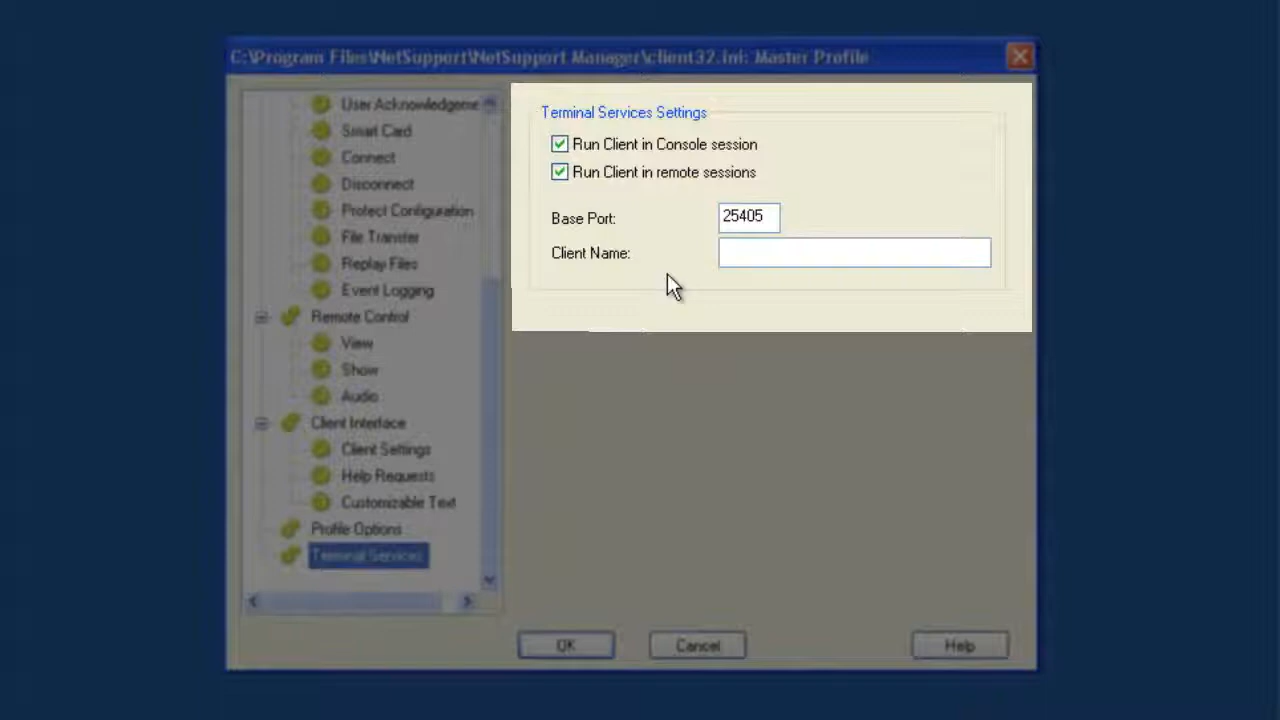 C:\Program Files\NetSupport\NetSupport Manager\client32.ini: Master Profile
User Acknowledgeme
Smart Card
Connect
Disconnect
Protect Configuration
File Transfer
Replay Files
Event Logging
Remote Control
View
Show
Audio
Client Interface
Client Settings
Help Requests
Customizable Text
Profile Options
Terminal Services
Terminal Services Settings
Run Client in Console session
Run Client in remote sessions
Base Port: 25405
Client Name:
OK Cancel Help